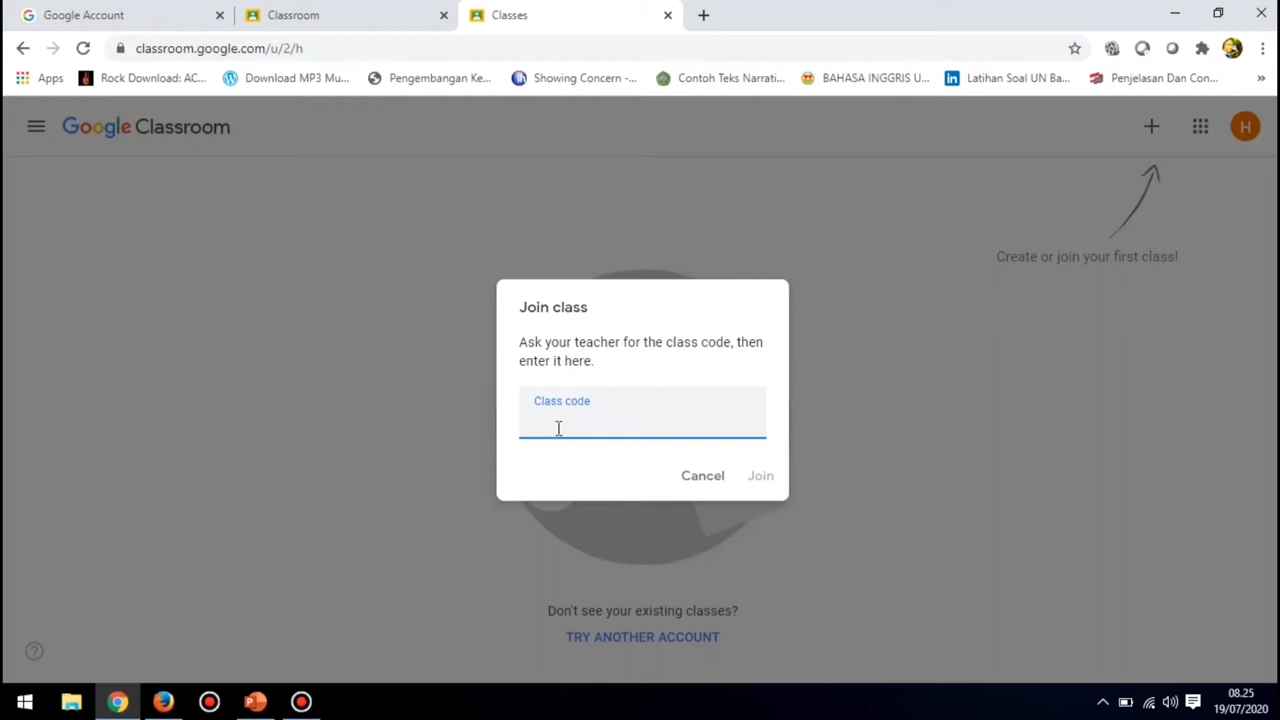 Google Account
Classroom
Classes
classroom.google.com/u/2/h
Apps
Rock Download: AC...
Download MP3 Mu...
Pengembangan Ke...
Showing Concern -...
Contoh Teks Narrati...
BAHASA INGGRIS U...
Latihan Soal UN Ba...
Penjelasan Dan Con...
Google Classroom
H
Create or join your first class!
Join class
Ask your teacher for the class code, then
enter it here.
Class code
Cancel
Join
Don't see your existing classes?
TRY ANOTHER ACCOUNT
08.25
19/07/2020